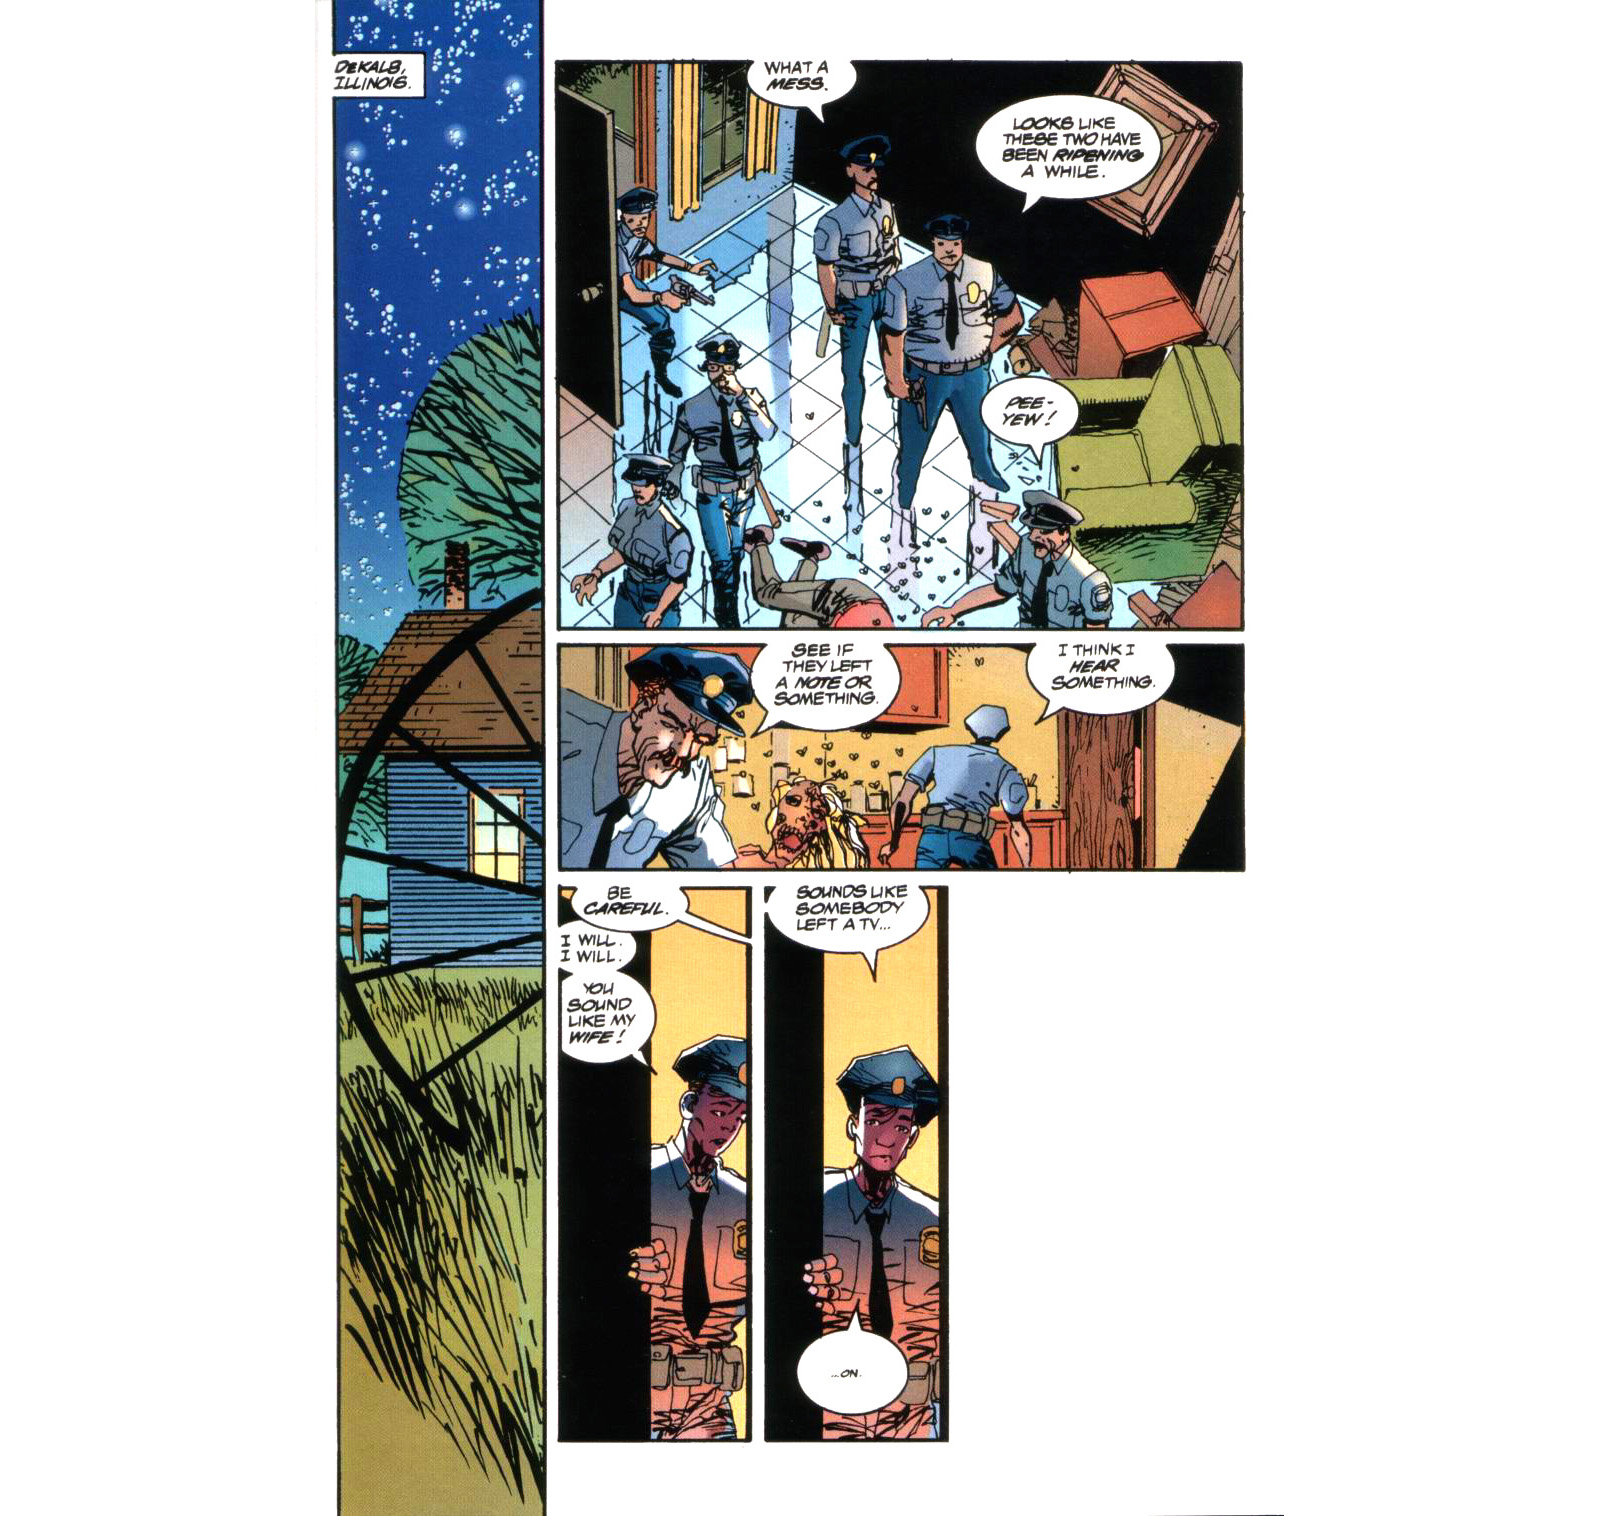 DEKALB,
ILLINOIS.
WHAT A
MESS.
LOOKS LIKE
THESE TWO HAVE
BEEN RIPENING
A WHILE.
PEE-
YEW!
SEE IF
THEY LEFT
A NOTE OR
SOMETHING.
I THINK I
HEAR
SOMETHING.
BE
CAREFUL.
I WILL.
I WILL.
YOU
SOUND
LIKE MY
WIFE!
SOUNDS LIKE
SOMEBODY
LEFT A TV...
...ON.